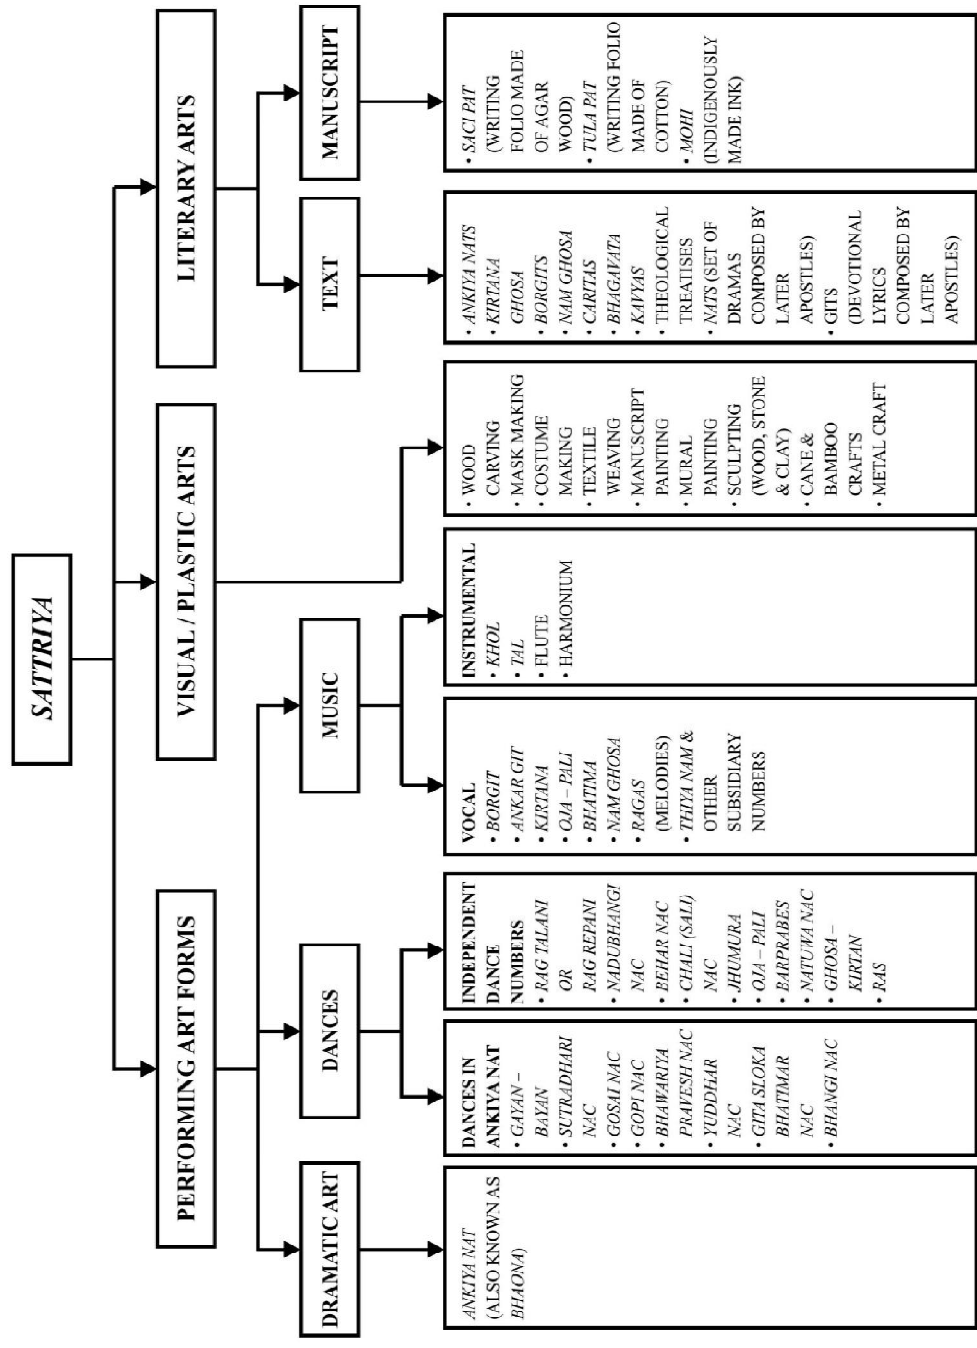 SATTRIYA
PERFORMING ART FORMS
VISUAL / PLASTIC ARTS
LITERARY ARTS
DRAMATIC ART
DANCES
MUSIC
TEXT
MANUSCRIPT
ANKIYA NAT
(ALSO KNOWN AS
BHAONA)
DANCES IN
ANKIYA NAT
• GAYAN –
BAYAN
• SUTRADHARI
NAC
• GOSAI NAC
• GOPI NAC
• BHAWARIYA
PRAVESH NAC
• YUDDHAR
NAC
• GITA SLOKA
BHATIMAR
NAC
• BHANGI NAC
INDEPENDENT
DANCE
NUMBERS
• RAG TALANI
OR
RAG REPANI
• NADUBHANGI
NAC
• BEHAR NAC
• CHALI (SALI)
NAC
• JHUMURA
• OJA – PALI
• BARPRABES
• NATUWA NAC
• GHOSA –
KIRTAN
• RAS
VOCAL
• BORGIT
• ANKAR GIT
• KIRTANA
• OJA – PALI
• BHATIMA
• NAM GHOSA
• RAGAS
(MELODIES)
• THIYA NAM &
OTHER
SUBSIDIARY
NUMBERS
INSTRUMENTAL
• KHOL
• TAL
• FLUTE
• HARMONIUM
• WOOD
CARVING
• MASK MAKING
• COSTUME
MAKING
• TEXTILE
WEAVING
• MANUSCRIPT
PAINTING
• MURAL
PAINTING
• SCULPTING
(WOOD, STONE
& CLAY)
• CANE &
BAMBOO
CRAFTS
• METAL CRAFT
• ANKIYA NATS
• KIRTANA
GHOSA
• BORGITS
• NAM GHOSA
• CARITAS
• BHAGAVATA
• KAVYAS
• THEOLOGICAL
TREATISES
• NATS (SET OF
DRAMAS
COMPOSED BY
LATER
APOSTLES)
• GITS
(DEVOTIONAL
LYRICS
COMPOSED BY
LATER
APOSTLES)
• SACI PAT
(WRITING
FOLIO MADE
OF AGAR
WOOD)
• TULA PAT
(WRITING FOLIO
MADE OF
COTTON)
• MOHI
(INDIGENOUSLY
MADE INK)